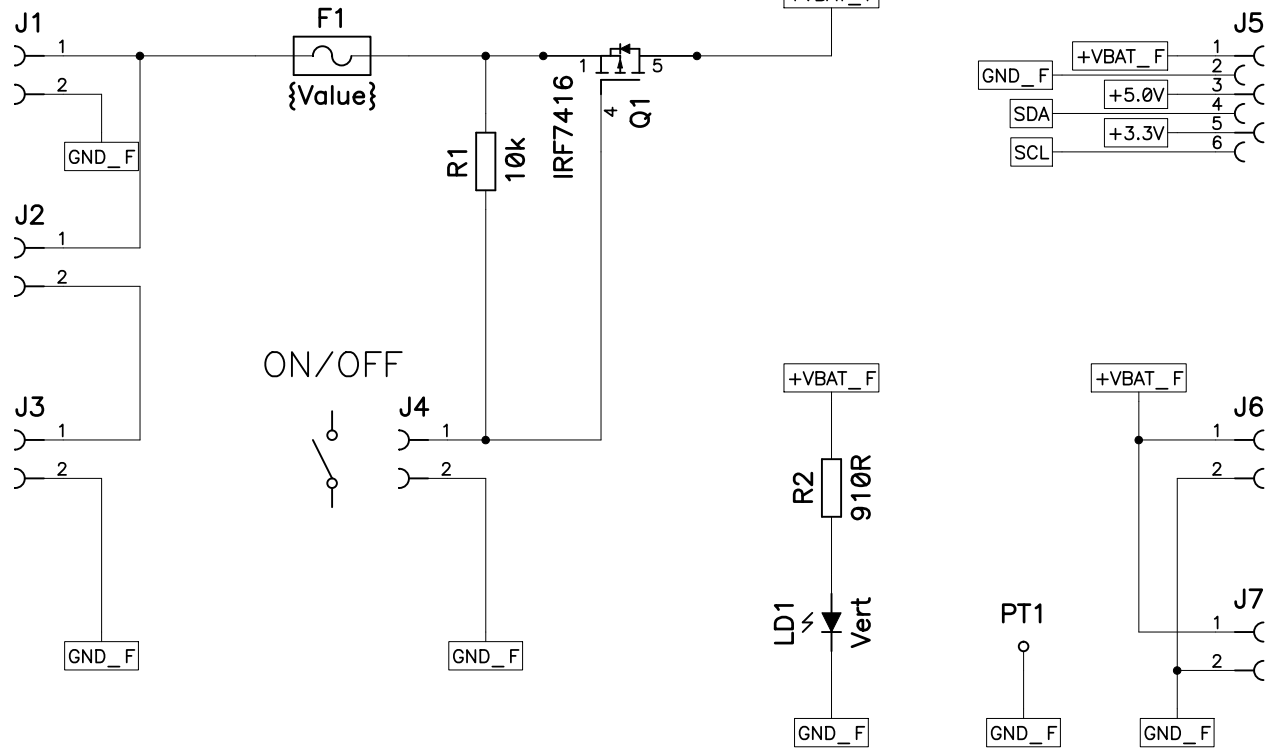 J1
F1
J5
1
+VBAT_F
1
2
GND_F
2
1
5
+5.0V
3
{Value}
SDA
4
4
+3.3V
5
GND_F
R1
10k
IRF7416
Q1
SCL
6
J2
1
2
ON/OFF
+VBAT_F
+VBAT_F
J3
J4
J6
1
1
1
2
2
2
R2
910R
J7
LD1
Vert
PT1
1
GND_F
GND_F
2
GND_F
GND_F
GND_F